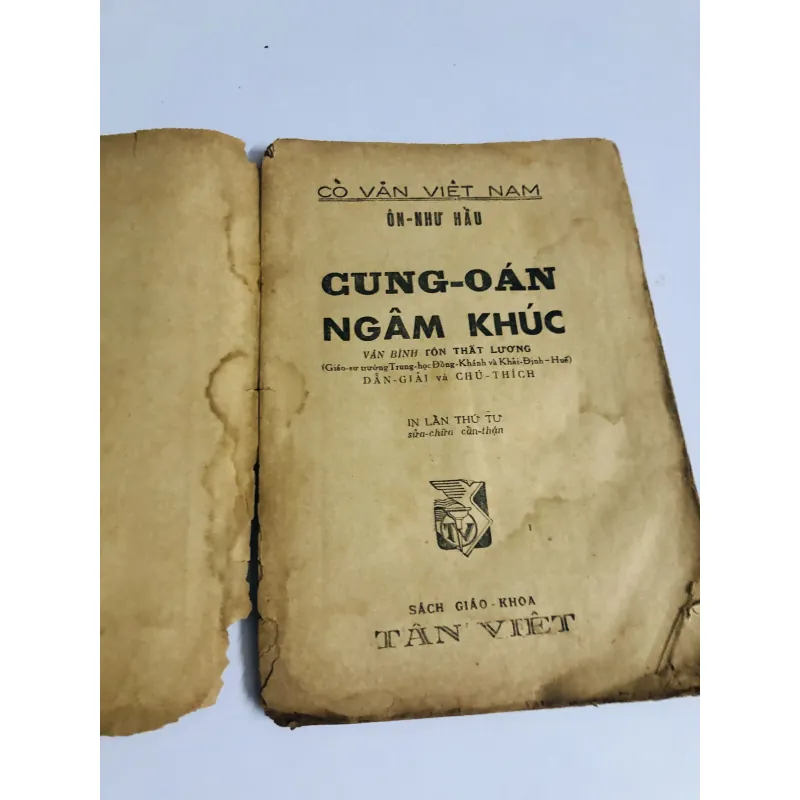 CỔ VĂN VIỆT NAM
ÔN-NHƯ HẦU
CUNG-OÁN
NGÂM KHÚC
VÂN BÌNH TÔN THẤT LƯƠNG
(Giáo-sư trường Trung-học Đồng-Khánh và Khải-Định - Huế)
DẪN-GIẢI và CHÚ-THÍCH
IN LẦN THỨ TƯ
sửa-chữa cẩn-thận
TV
SÁCH GIÁO-KHOA
TÂN VIỆT